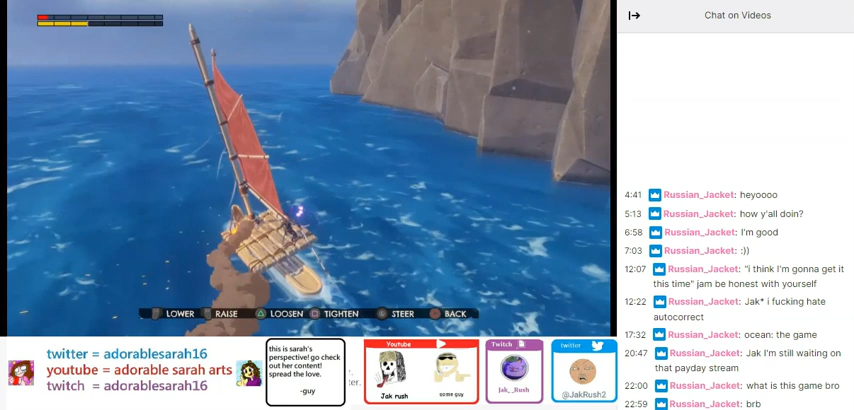 Chat on Videos
4:41 Russian_Jacket: heyoooo
5:13 Russian_Jacket: how y'all doin?
6:58 Russian_Jacket: I'm good
7:03 Russian_Jacket: :))
12:07 Russian_Jacket: "i think I'm gonna get it
this time" jam be honest with yourself
12:22 Russian_Jacket: Jak* i fucking hate
autocorrect
17:32 Russian_Jacket: ocean: the game
20:47 Russian_Jacket: Jak I'm still waiting on
that payday stream
22:00 Russian_Jacket: what is this game bro
22:59 Russian_Jacket: brb
LOWER RAISE LOOSEN TIGHTEN STEER BACK
twitter = adorablesarah16
youtube = adorable sarah arts
twitch = adorablesarah16
this is sarah's
perspective! go check
out her content!
spread the love.
-guy
ter.
Youtube
Jak rush
some guy
Twitch
Jak_Rush
twitter
@JakRush2